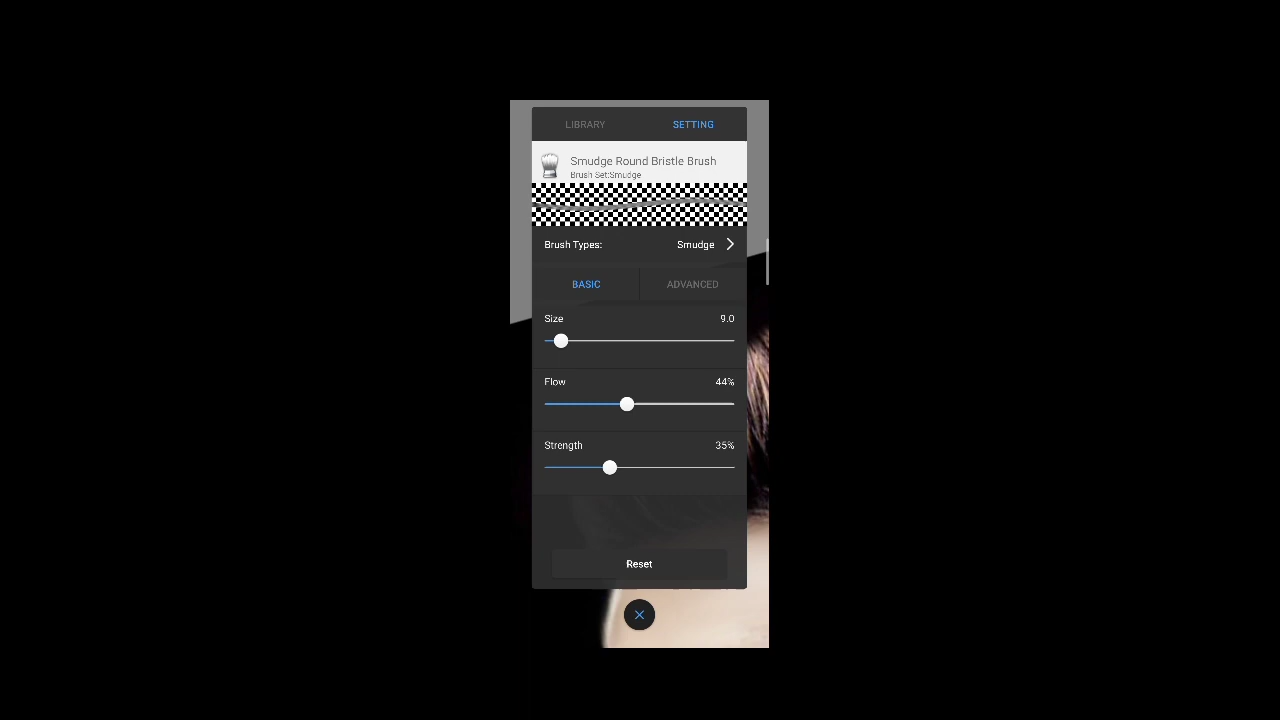 LIBRARY SETTING
Smudge Round Bristle Brush
Brush Set:Smudge
Brush Types: Smudge
BASIC ADVANCED
Size 9.0
Flow 44%
Strength 35%
Reset